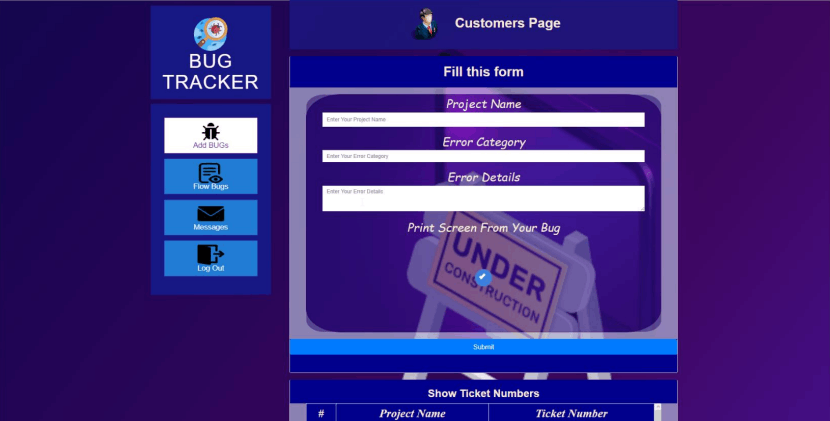 BUG
TRACKER
Add BUGs
Flow Bugs
Messages
Log Out
Customers Page
Fill this form
Project Name
Enter Your Project Name
Error Category
Enter Your Error Category
Error Details
Enter Your Error Details
Print Screen From Your Bug
UNDER
CONSTRUCTION
Submit
Show Ticket Numbers
# Project Name Ticket Number